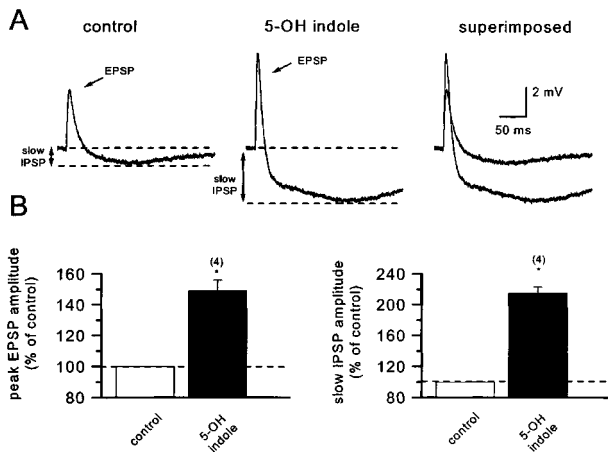 A
control
5-OH indole
superimposed
EPSP
EPSP
2 mV
50 ms
slow
IPSP
slow
IPSP
B
peak EPSP amplitude
(% of control)
160
140
120
100
80
(4)
*
control
5-OH
indole
slow IPSP amplitude
(% of control)
240
200
160
120
80
(4)
*
control
5-OH
indole